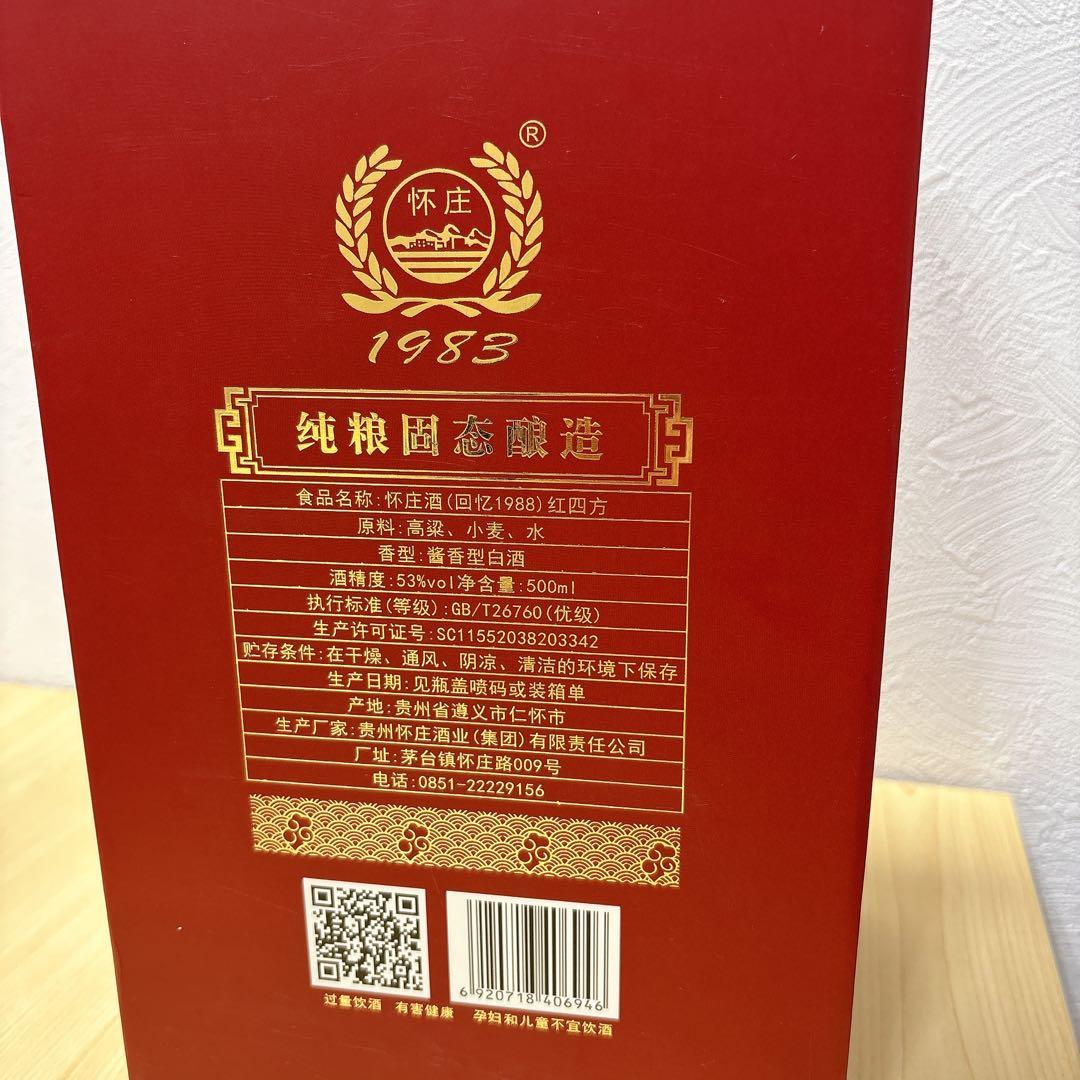 ®
怀庄
1983
纯粮固态酿造
食品名称:怀庄酒(回忆1988)红四方
原料:高粱、小麦、水
香型:酱香型白酒
酒精度:53%vol净含量:500ml
执行标准(等级):GB/T26760(优级)
生产许可证号:SC11552038203342
贮存条件:在干燥、通风、阴凉、清洁的环境下保存
生产日期:见瓶盖喷码或装箱单
产地:贵州省遵义市仁怀市
生产厂家:贵州怀庄酒业(集团)有限责任公司
厂址:茅台镇怀庄路009号
电话:0851-22229156
6 920718 406946
过量饮酒 有害健康 孕妇和儿童不宜饮酒